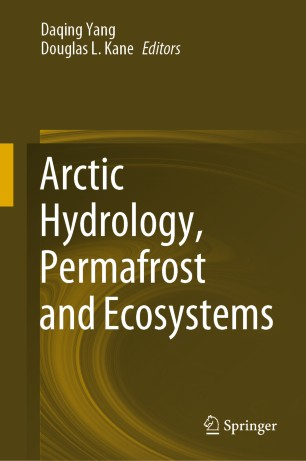 Daqing Yang
Douglas L. Kane Editors
Arctic
Hydrology,
Permafrost
and Ecosystems
Springer